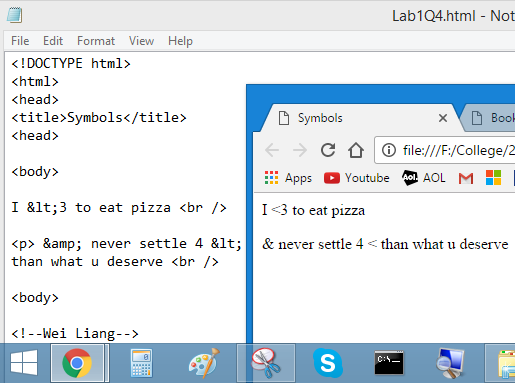 Lab1Q4.html - Not
File Edit Format View Help
<!DOCTYPE html>
<html>
<head>
<title>Symbols</title>
<head>
<body>
I &lt;3 to eat pizza <br />
<p> &amp; never settle 4 &lt;
than what u deserve <br />
<body>
<!--Wei Liang-->
Symbols
Book
file:///F:/College/2
Apps Youtube AOL. AOL
I <3 to eat pizza
& never settle 4 < than what u deserve
C:\_